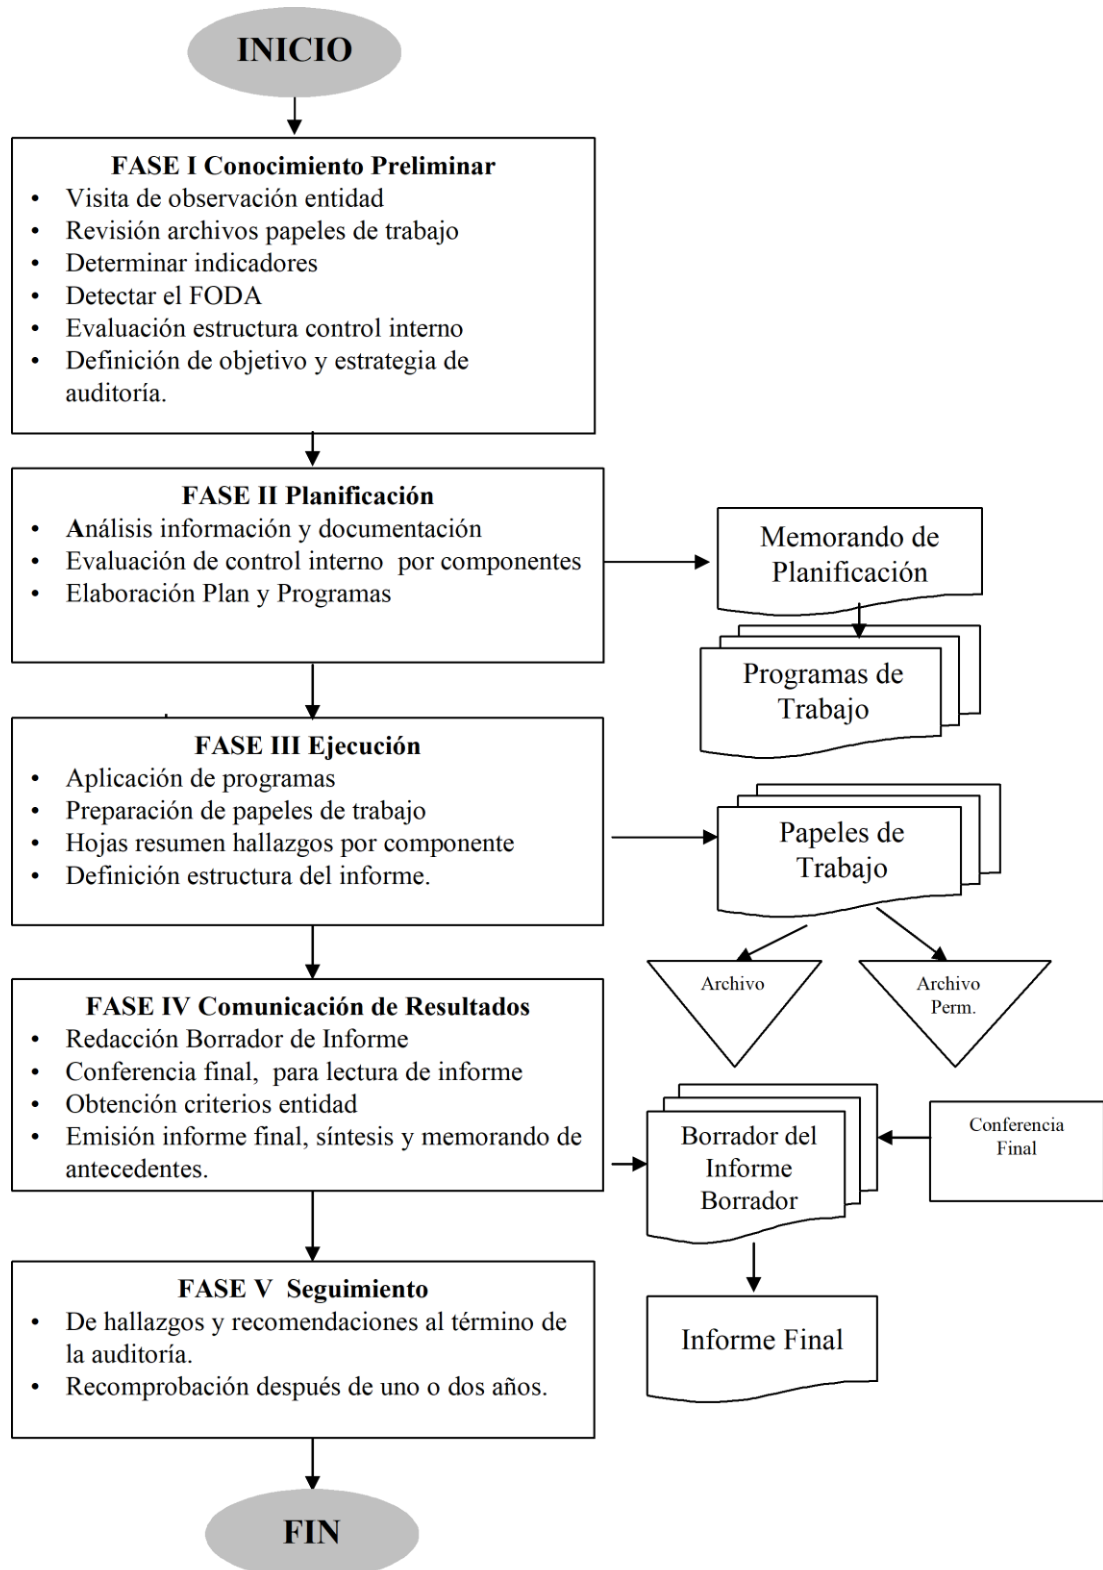 INICIO
FASE I Conocimiento Preliminar
• Visita de observación entidad
• Revisión archivos papeles de trabajo
• Determinar indicadores
• Detectar el FODA
• Evaluación estructura control interno
• Definición de objetivo y estrategia de
auditoría.
FASE II Planificación
• Análisis información y documentación
• Evaluación de control interno por componentes
• Elaboración Plan y Programas
Memorando de
Planificación
Programas de
Trabajo
FASE III Ejecución
• Aplicación de programas
• Preparación de papeles de trabajo
• Hojas resumen hallazgos por componente
• Definición estructura del informe.
Papeles de
Trabajo
Archivo
Archivo
Perm.
FASE IV Comunicación de Resultados
• Redacción Borrador de Informe
• Conferencia final, para lectura de informe
• Obtención criterios entidad
• Emisión informe final, síntesis y memorando de
antecedentes.
Borrador del
Informe
Borrador
Conferencia
Final
FASE V Seguimiento
• De hallazgos y recomendaciones al término de
la auditoría.
• Recomprobación después de uno o dos años.
Informe Final
FIN